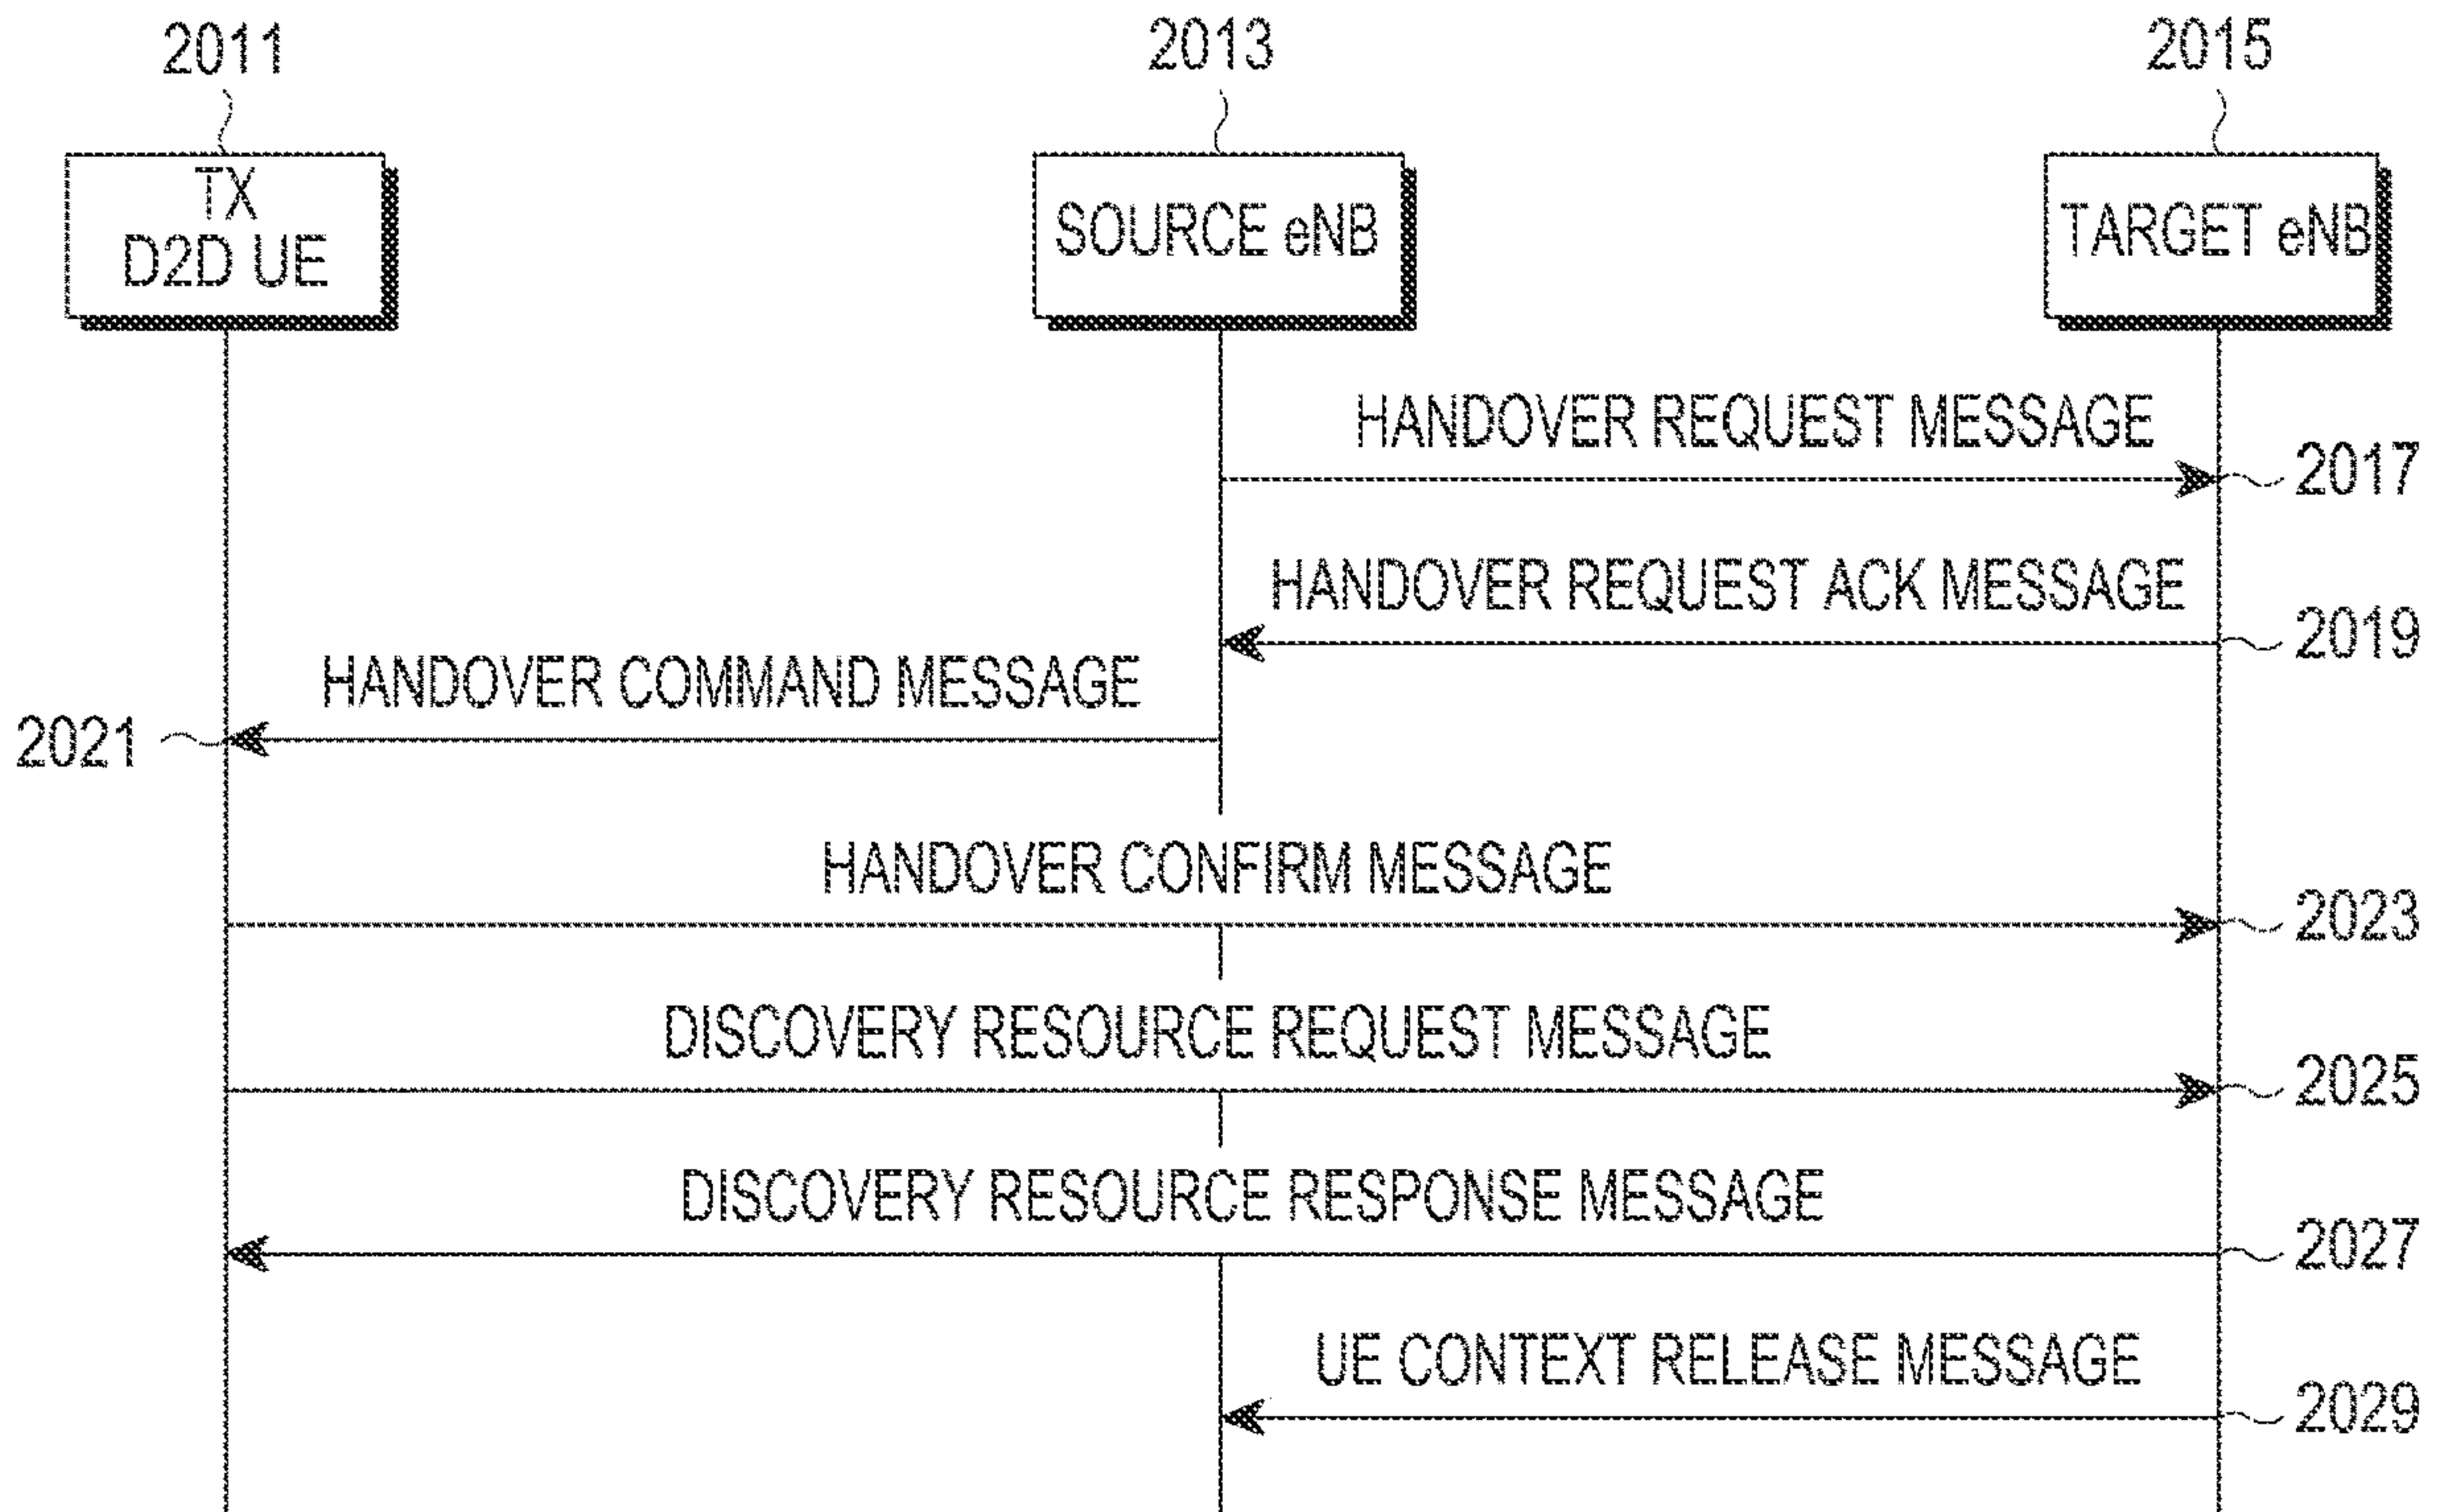 2011
2013
2015
TX
D2D UE
SOURCE eNB
TARGET eNB
HANDOVER REQUEST MESSAGE
2017
HANDOVER REQUEST ACK MESSAGE
2019
HANDOVER COMMAND MESSAGE
2021
HANDOVER CONFIRM MESSAGE
2023
DISCOVERY RESOURCE REQUEST MESSAGE
2025
DISCOVERY RESOURCE RESPONSE MESSAGE
2027
UE CONTEXT RELEASE MESSAGE
2029